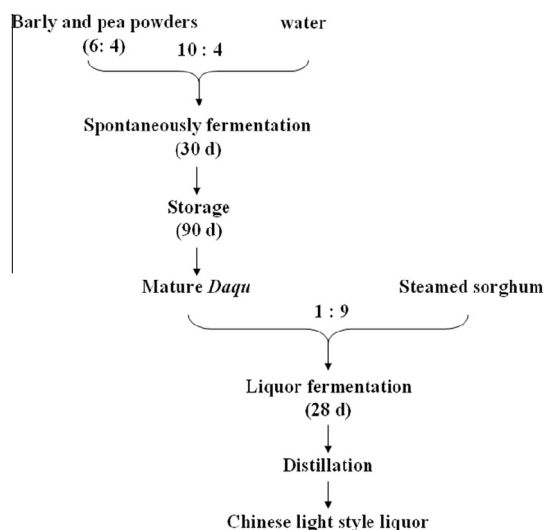 Barly and pea powders water
(6: 4) 10 : 4
Spontaneously fermentation
(30 d)
Storage
(90 d)
Mature Daqu Steamed sorghum
1 : 9
Liquor fermentation
(28 d)
Distillation
Chinese light style liquor